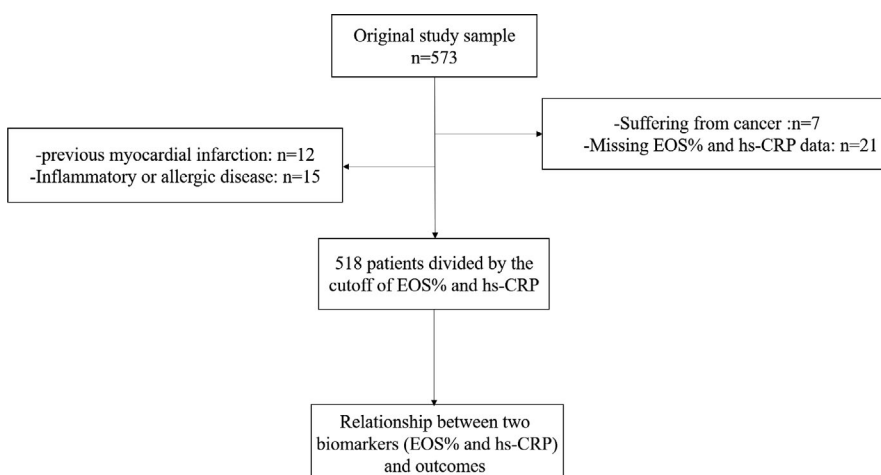 Original study sample
n=573
-Suffering from cancer :n=7
-Missing EOS% and hs-CRP data: n=21
-previous myocardial infarction: n=12
-Inflammatory or allergic disease: n=15
518 patients divided by the
cutoff of EOS% and hs-CRP
Relationship between two
biomarkers (EOS% and hs-CRP)
and outcomes